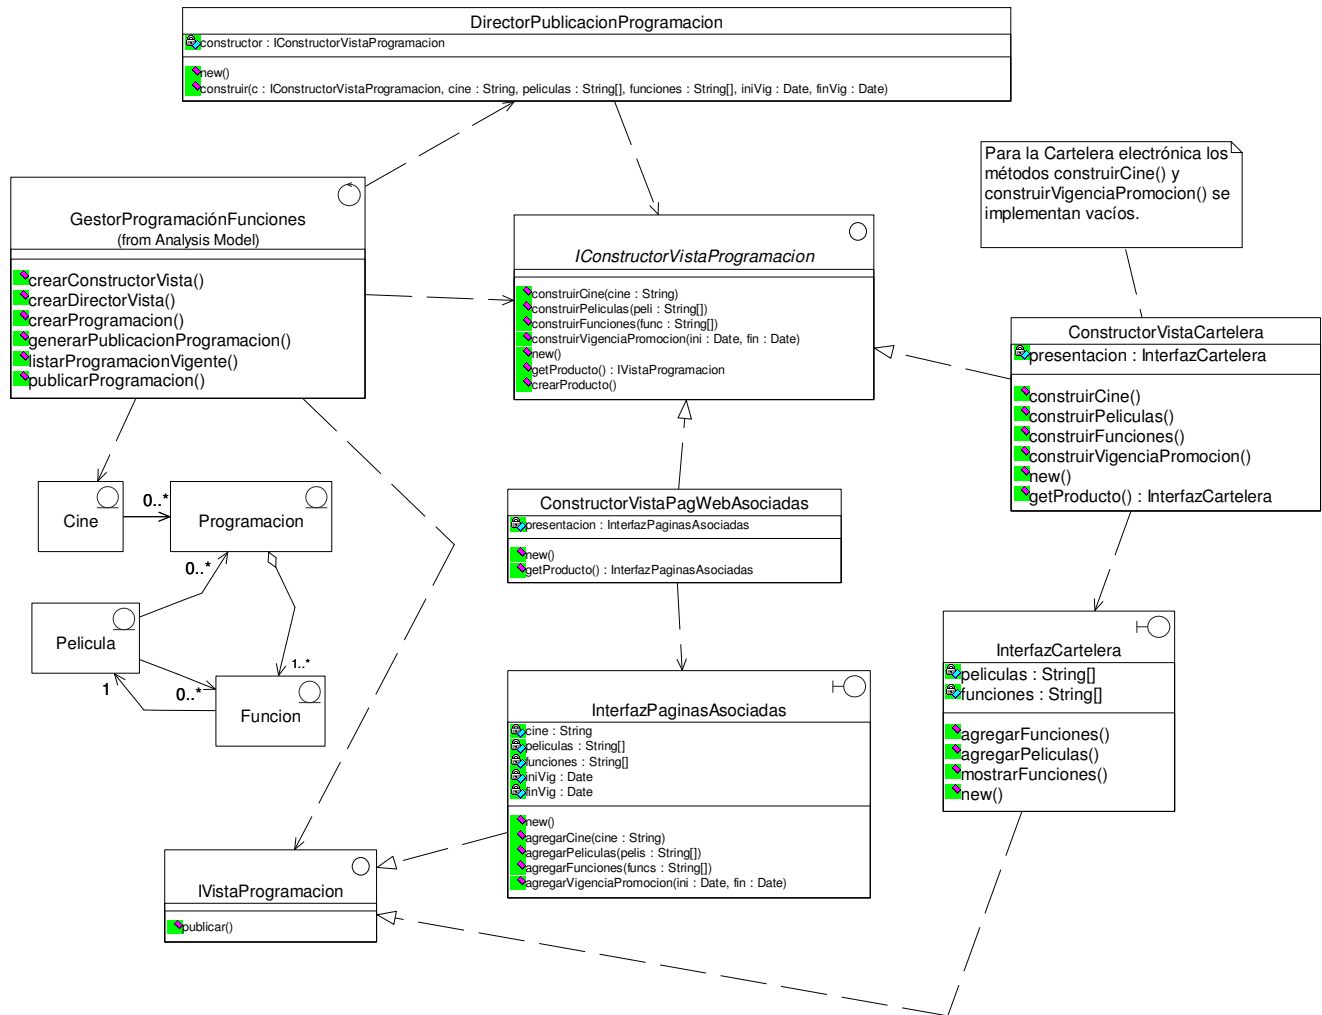 DirectorPublicacionProgramacion
constructor : IConstructorVistaProgramacion
new()
construir(c : IConstructorVistaProgramacion, cine : String, peliculas : String[], funciones : String[], iniVig : Date, finVig : Date)
Para la Cartelera electrónica los
métodos construirCine() y
construirVigenciaPromocion() se
implementan vacíos.
GestorProgramaciónFunciones
(from Analysis Model)
crearConstructorVista()
crearDirectorVista()
crearProgramacion()
generarPublicacionProgramacion()
listarProgramacionVigente()
publicarProgramacion()
IConstructorVistaProgramacion
construirCine(cine : String)
construirPeliculas(peli : String[])
construirFunciones(func : String[])
construirVigenciaPromocion(ini : Date, fin : Date)
new()
getProducto() : IVistaProgramacion
crearProducto()
ConstructorVistaCartelera
presentacion : InterfazCartelera
construirCine()
construirPeliculas()
construirFunciones()
construirVigenciaPromocion()
new()
getProducto() : InterfazCartelera
Cine
0..*
Programacion
0..*
Pelicula
1..*
1
0..*
Funcion
ConstructorVistaPagWebAsociadas
presentacion : InterfazPaginasAsociadas
new()
getProducto() : InterfazPaginasAsociadas
InterfazCartelera
peliculas : String[]
funciones : String[]
agregarFunciones()
agregarPeliculas()
mostrarFunciones()
new()
InterfazPaginasAsociadas
cine : String
peliculas : String[]
funciones : String[]
iniVig : Date
finVig : Date
new()
agregarCine(cine : String)
agregarPeliculas(pelis : String[])
agregarFunciones(funcs : String[])
agregarVigenciaPromocion(ini : Date, fin : Date)
IVistaProgramacion
publicar()